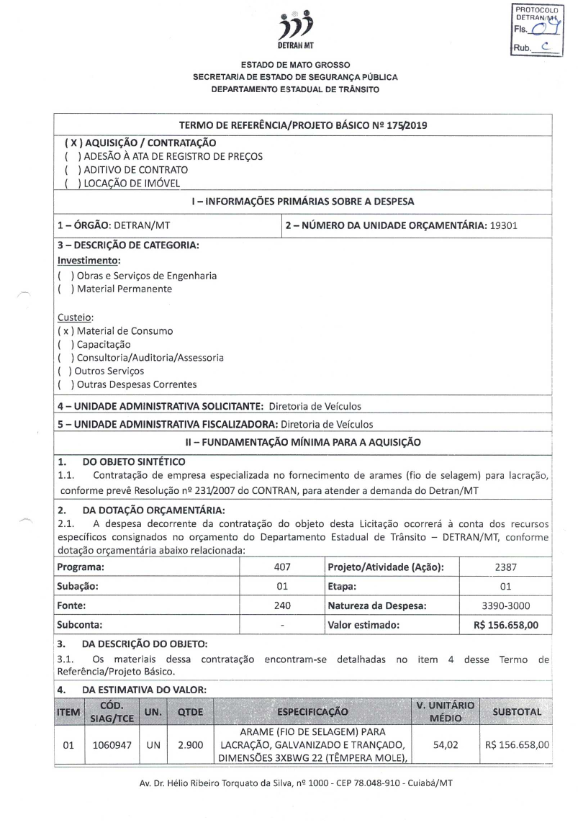 PROTOCOLO
DETRAN/MT
Fls. 04
Rub. C
DETRAN MT
ESTADO DE MATO GROSSO
SECRETARIA DE ESTADO DE SEGURANÇA PÚBLICA
DEPARTAMENTO ESTADUAL DE TRÂNSITO
TERMO DE REFERÊNCIA/PROJETO BÁSICO Nº 175/2019
( X ) AQUISIÇÃO / CONTRATAÇÃO
( ) ADESÃO À ATA DE REGISTRO DE PREÇOS
( ) ADITIVO DE CONTRATO
( ) LOCAÇÃO DE IMÓVEL
I – INFORMAÇÕES PRIMÁRIAS SOBRE A DESPESA
1 – ÓRGÃO: DETRAN/MT 2 – NÚMERO DA UNIDADE ORÇAMENTÁRIA: 19301
3 – DESCRIÇÃO DE CATEGORIA:
Investimento:
( ) Obras e Serviços de Engenharia
( ) Material Permanente
Custeio:
( x ) Material de Consumo
( ) Capacitação
( ) Consultoria/Auditoria/Assessoria
( ) Outros Serviços
( ) Outras Despesas Correntes
4 – UNIDADE ADMINISTRATIVA SOLICITANTE: Diretoria de Veículos
5 – UNIDADE ADMINISTRATIVA FISCALIZADORA: Diretoria de Veículos
II – FUNDAMENTAÇÃO MÍNIMA PARA A AQUISIÇÃO
1. DO OBJETO SINTÉTICO
1.1. Contratação de empresa especializada no fornecimento de arames (fio de selagem) para lacração,
conforme prevê Resolução nº 231/2007 do CONTRAN, para atender a demanda do Detran/MT
2. DA DOTAÇÃO ORÇAMENTÁRIA:
2.1. A despesa decorrente da contratação do objeto desta Licitação ocorrerá à conta dos recursos
específicos consignados no orçamento do Departamento Estadual de Trânsito – DETRAN/MT, conforme
dotação orçamentária abaixo relacionada:
Programa: 407 Projeto/Atividade (Ação): 2387
Subação: 01 Etapa: 01
Fonte: 240 Natureza da Despesa: 3390-3000
Subconta: - Valor estimado: R$ 156.658,00
3. DA DESCRIÇÃO DO OBJETO:
3.1. Os materiais dessa contratação encontram-se detalhadas no item 4 desse Termo de
Referência/Projeto Básico.
4. DA ESTIMATIVA DO VALOR:
ITEM CÓD. SIAG/TCE UN. QTDE ESPECIFICAÇÃO V. UNITÁRIO MÉDIO SUBTOTAL
ARAME (FIO DE SELAGEM) PARA
01 1060947 UN 2.900 LACRAÇÃO, GALVANIZADO E TRANÇADO, 54,02 R$ 156.658,00
DIMENSÕES 3XBWG 22 (TÊMPERA MOLE),
Av. Dr. Hélio Ribeiro Torquato da Silva, nº 1000 - CEP 78.048-910 - Cuiabá/MT